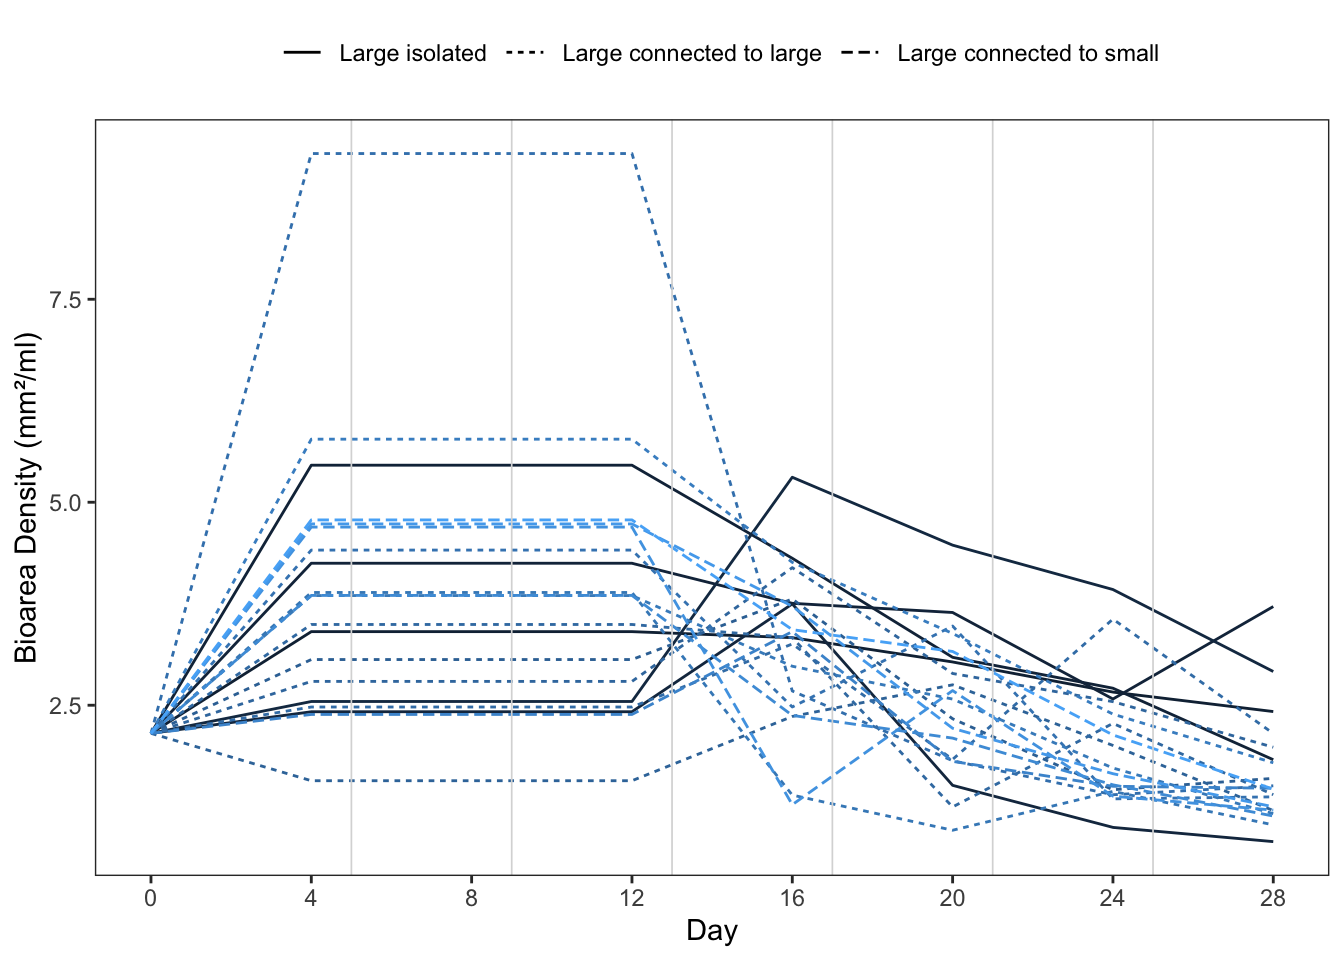 Large isolated Large connected to large Large connected to small
Bioarea Density (mm²/ml)
7.5
5.0
2.5
0 4 8 12 16 20 24 28
Day